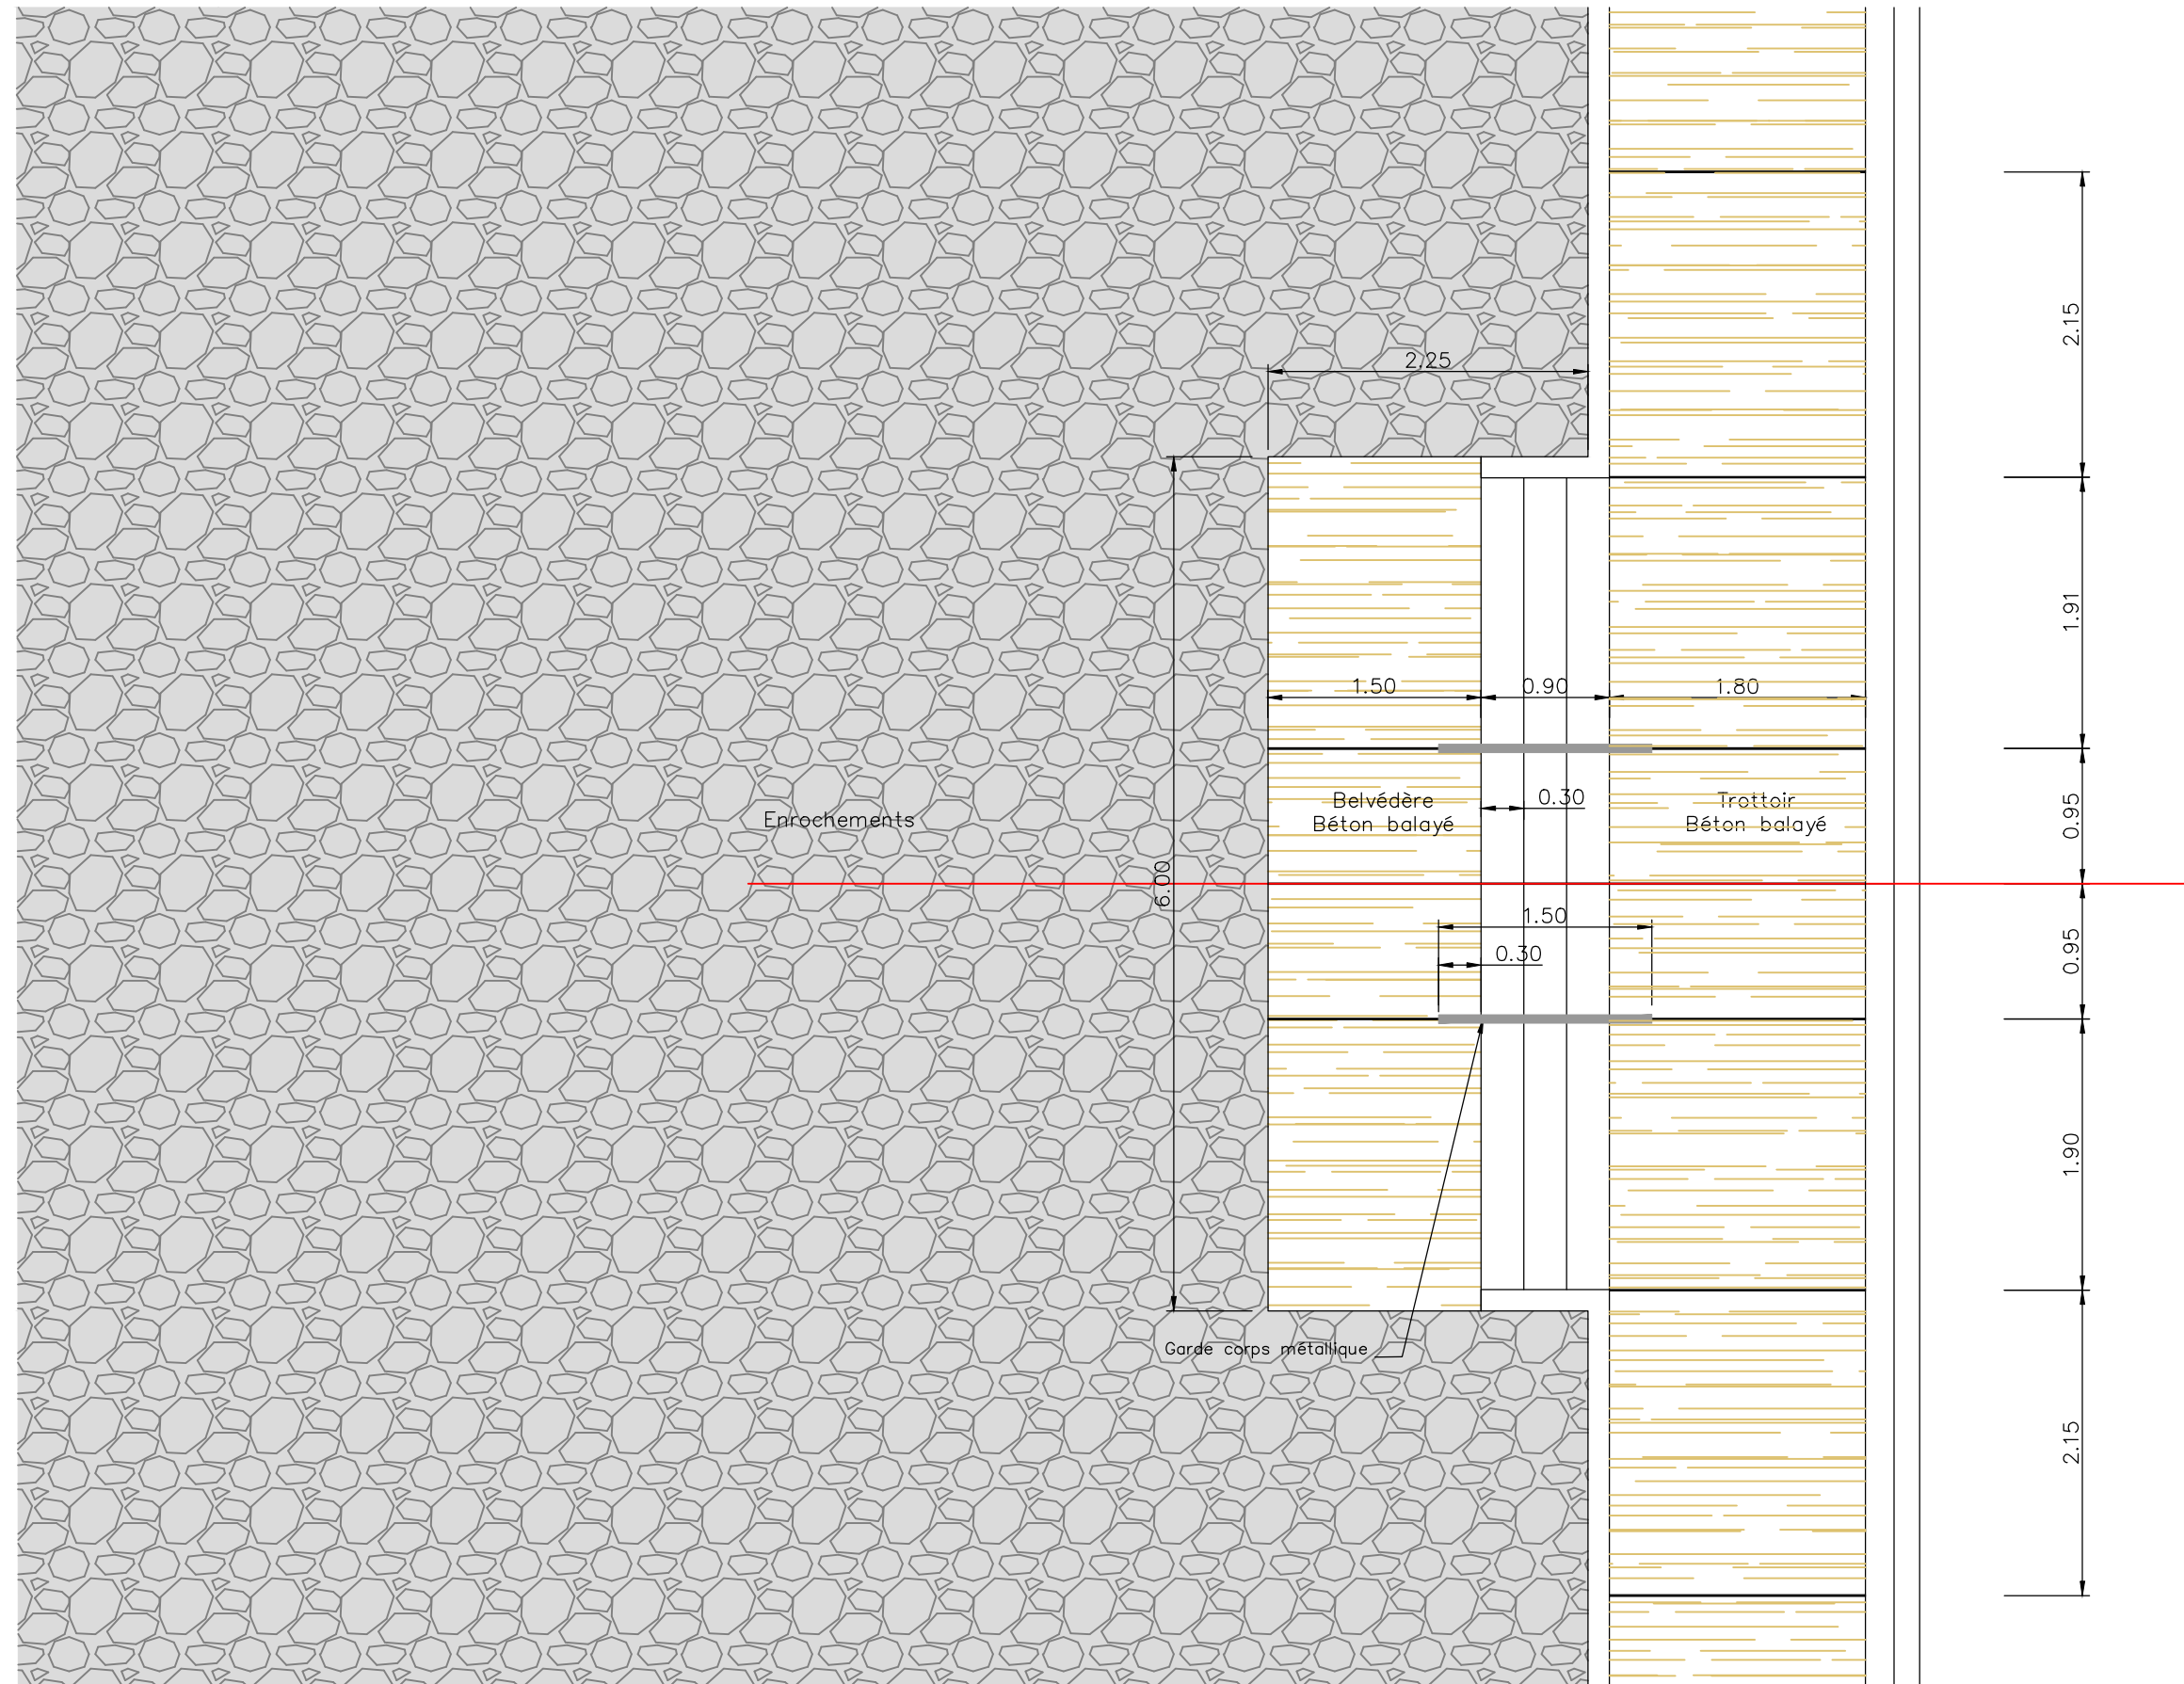 2.15
2.25
1.91
1.50
0.90
1.80
0.30
Belvédère
Béton balayé
Trottoir
Béton balayé
0.95
Enrochements
6.00
1.50
0.30
0.95
1.90
Garde corps métallique
2.15